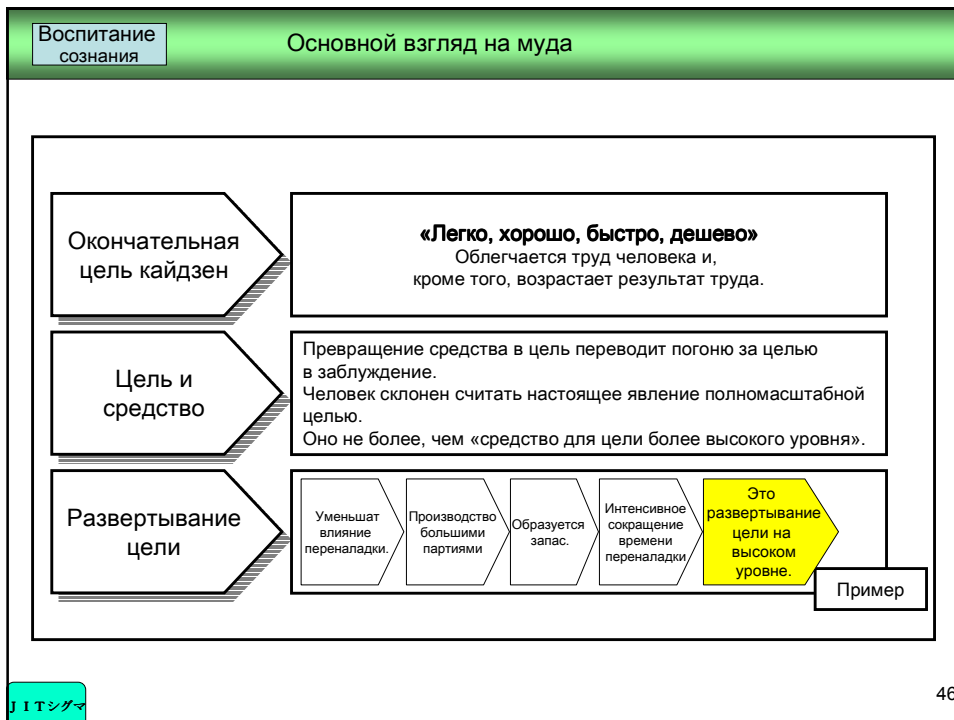 Воспитание
сознания
Основной взгляд на муда
Окончательная
цель кайдзен
«Легко, хорошо, быстро, дешево»
Облегчается труд человека и,
кроме того, возрастает результат труда.
Цель и
средство
Превращение средства в цель переводит погоню за целью
в заблуждение.
Человек склонен считать настоящее явление полномасштабной
целью.
Оно не более, чем «средство для цели более высокого уровня».
Развертывание
цели
Уменьшат
влияние
переналадки.
Производство
большими
партиями
Образуется
запас.
Интенсивное
сокращение
времени
переналадки
Это
развертывание
цели на
высоком
уровне.
Пример
ＪＩＴシグマ
46